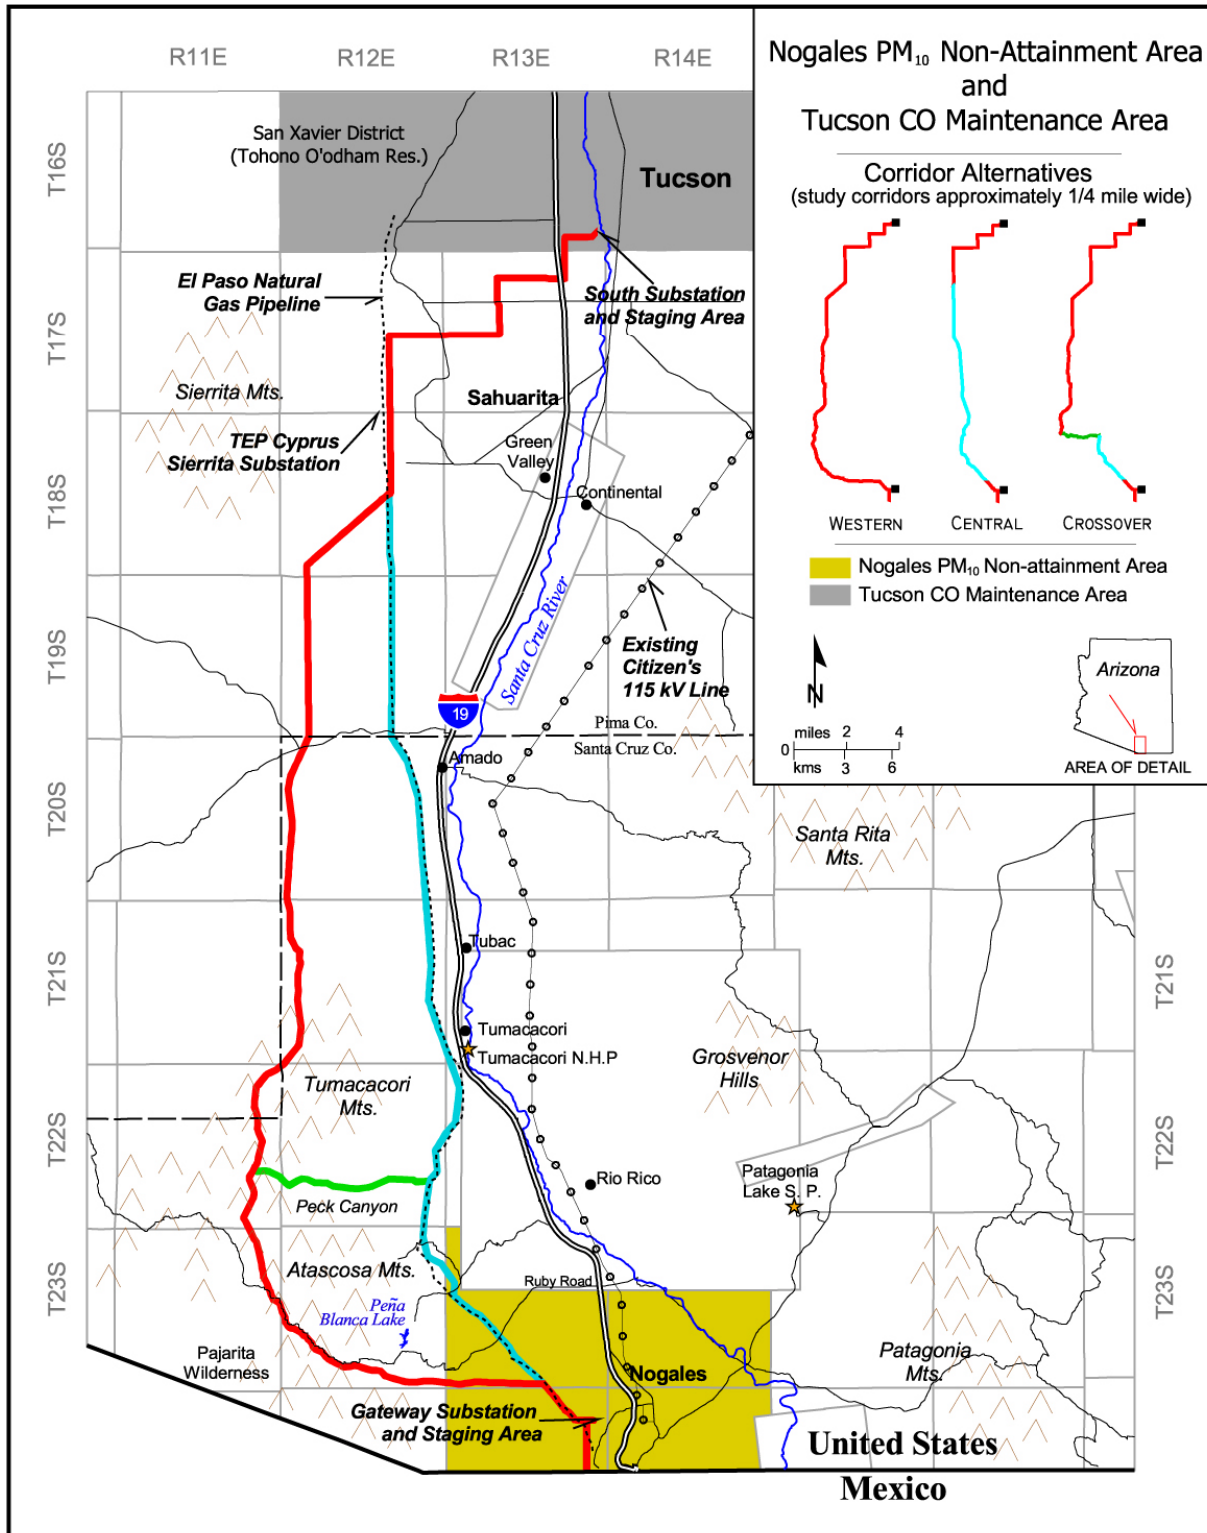 R11E
R12E
R13E
R14E
Nogales PM₁₀ Non-Attainment Area
and
Tucson CO Maintenance Area
Corridor Alternatives
(study corridors approximately 1/4 mile wide)
WESTERN
CENTRAL
CROSSOVER
Nogales PM₁₀ Non-attainment Area
Tucson CO Maintenance Area
N
miles 2 4
0
kms 3 6
Arizona
AREA OF DETAIL
T16S
San Xavier District
(Tohono O'odham Res.)
Tucson
El Paso Natural
Gas Pipeline
South Substation
and Staging Area
T17S
Sierrita Mts.
Sahuarita
TEP Cyprus
Sierrita Substation
Green
Valley
Continental
T18S
Santa Cruz River
T19S
Existing
Citizen's
115 kV Line
19
Pima Co.
Santa Cruz Co.
Amado
T20S
Santa Rita
Mts.
Tubac
T21S
T21S
Tumacacori
Tumacacori N.H.P
Grosvenor
Hills
Tumacacori
Mts.
T22S
T22S
Rio Rico
Patagonia
Lake S. P.
Peck Canyon
T23S
T23S
Atascosa Mts.
Ruby Road
Peña
Blanca Lake
Pajarita
Wilderness
Patagonia
Mts.
Nogales
Gateway Substation
and Staging Area
United States
Mexico